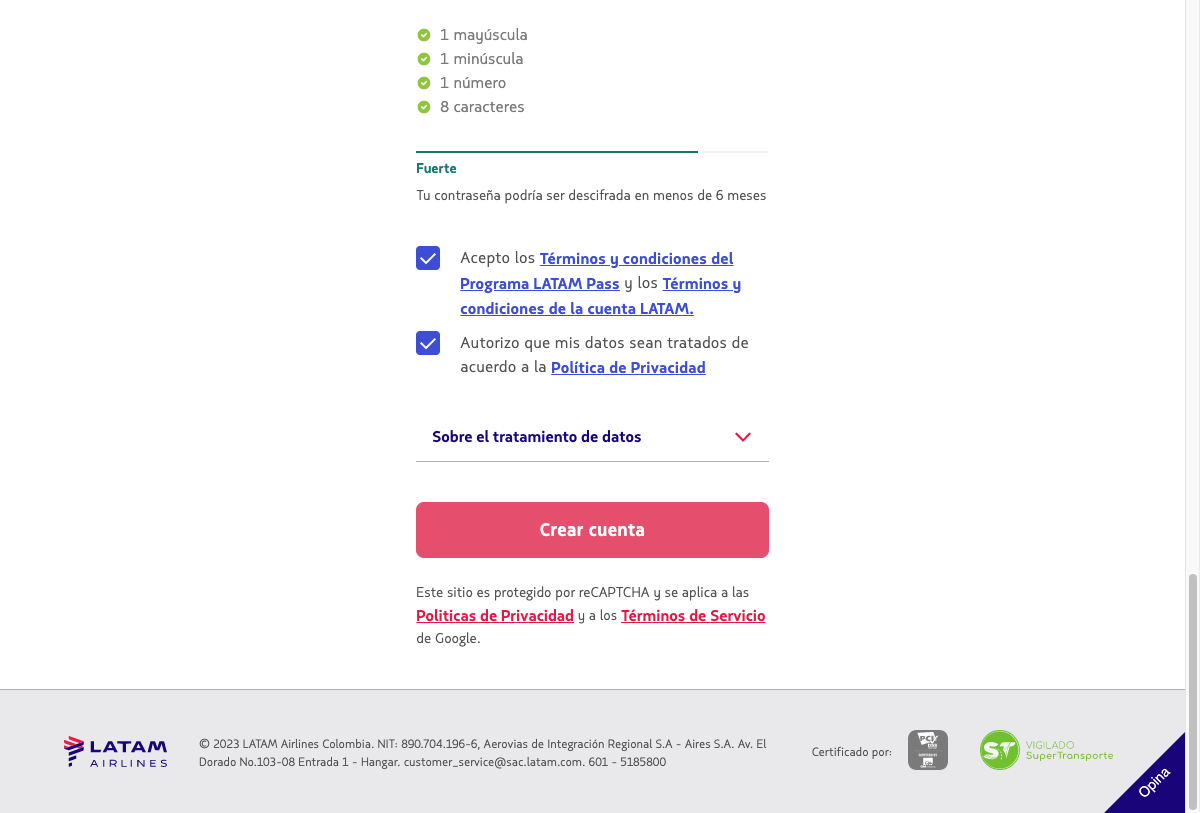 1 mayúscula
1 minúscula
1 número
8 caracteres
Fuerte
Tu contraseña podría ser descifrada en menos de 6 meses
Acepto los Términos y condiciones del
Programa LATAM Pass y los Términos y
condiciones de la cuenta LATAM.
Autorizo que mis datos sean tratados de
acuerdo a la Política de Privacidad
Sobre el tratamiento de datos
Crear cuenta
Este sitio es protegido por reCAPTCHA y se aplica a las
Politicas de Privacidad y a los Términos de Servicio
de Google.
LATAM
AIRLINES
© 2023 LATAM Airlines Colombia. NIT: 890.704.196-6, Aerovias de Integración Regional S.A - Aires S.A. Av. El
Dorado No.103-08 Entrada 1 - Hangar. customer_service@sac.latam.com. 601 - 5185800
Certificado por:
PCI
DSS
ST
VIGILADO
SuperTransporte
Opina